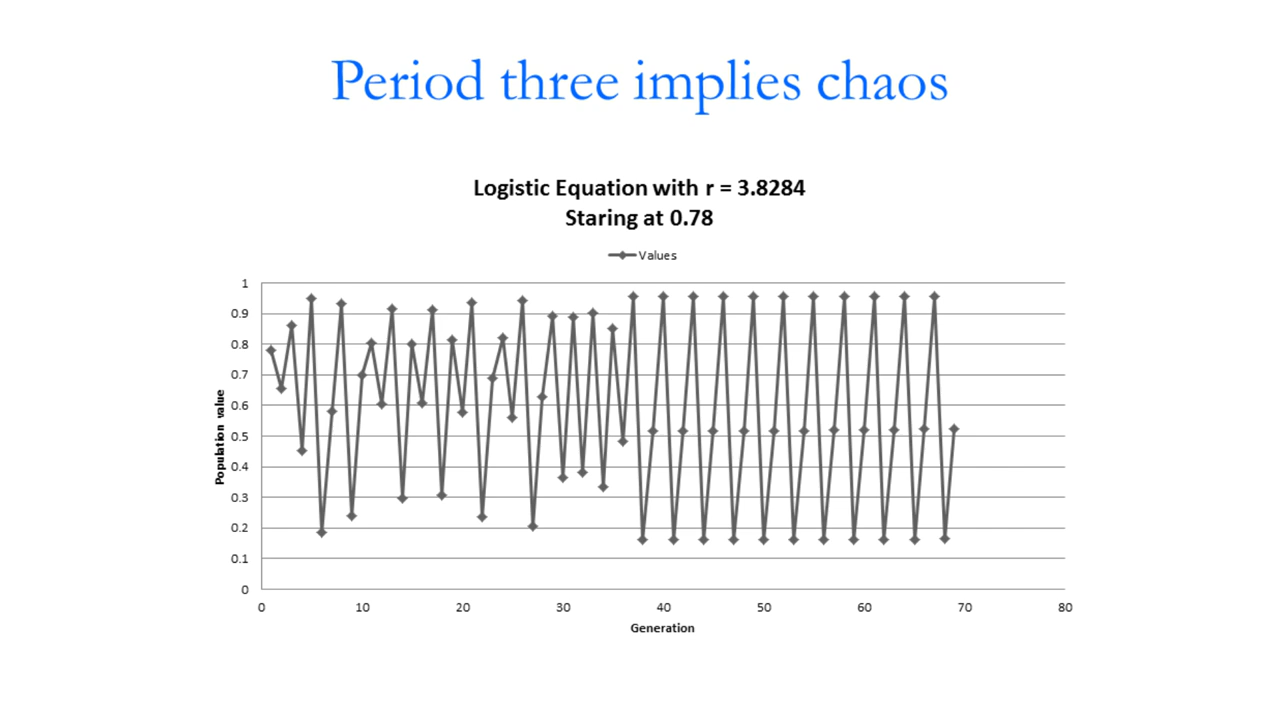 Period three implies chaos
Logistic Equation with r = 3.8284
Staring at 0.78
Values
1
0.9
0.8
0.7
0.6
0.5
0.4
0.3
0.2
0.1
0
Population value
0 10 20 30 40 50 60 70 80
Generation